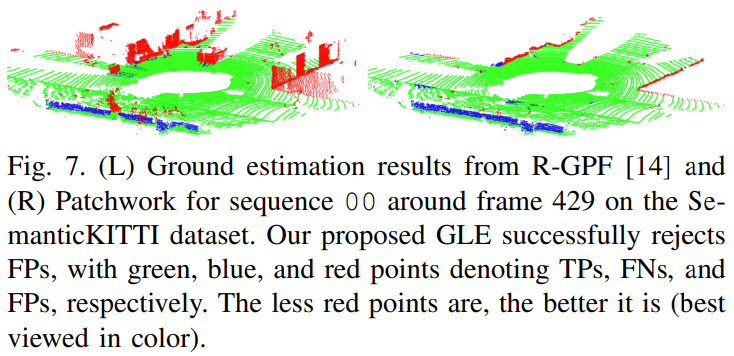 Fig. 7. (L) Ground estimation results from R-GPF [14] and
(R) Patchwork for sequence 00 around frame 429 on the Se-
manticKITTI dataset. Our proposed GLE successfully rejects
FPs, with green, blue, and red points denoting TPs, FNs, and
FPs, respectively. The less red points are, the better it is (best
viewed in color).